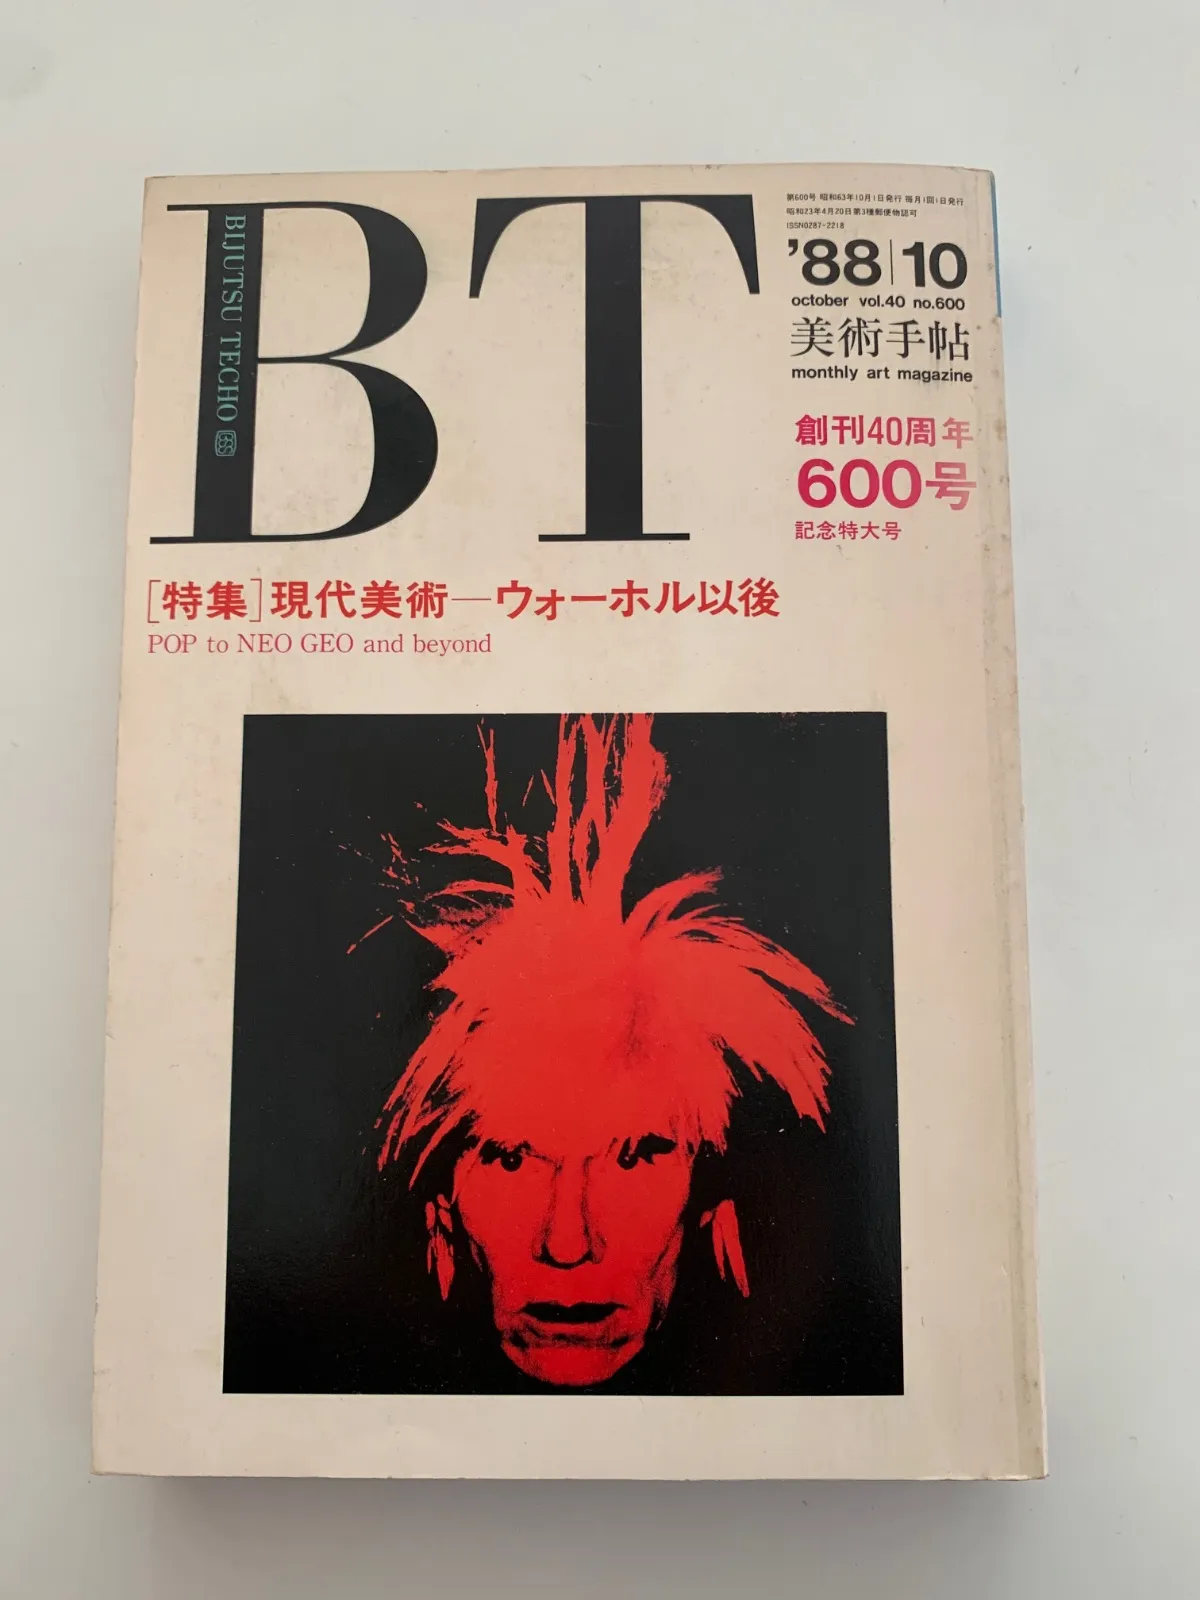 BT
BIJUTSU TECHO
BSS
第600号 昭和63年10月1日発行 毎月1回1日発行
昭和23年4月20日第3種郵便物認可
ISSN0287-2218
'88|10
october vol.40 no.600
美術手帖
monthly art magazine
創刊40周年
600号
記念特大号
[特集]現代美術—ウォーホル以後
POP to NEO GEO and beyond